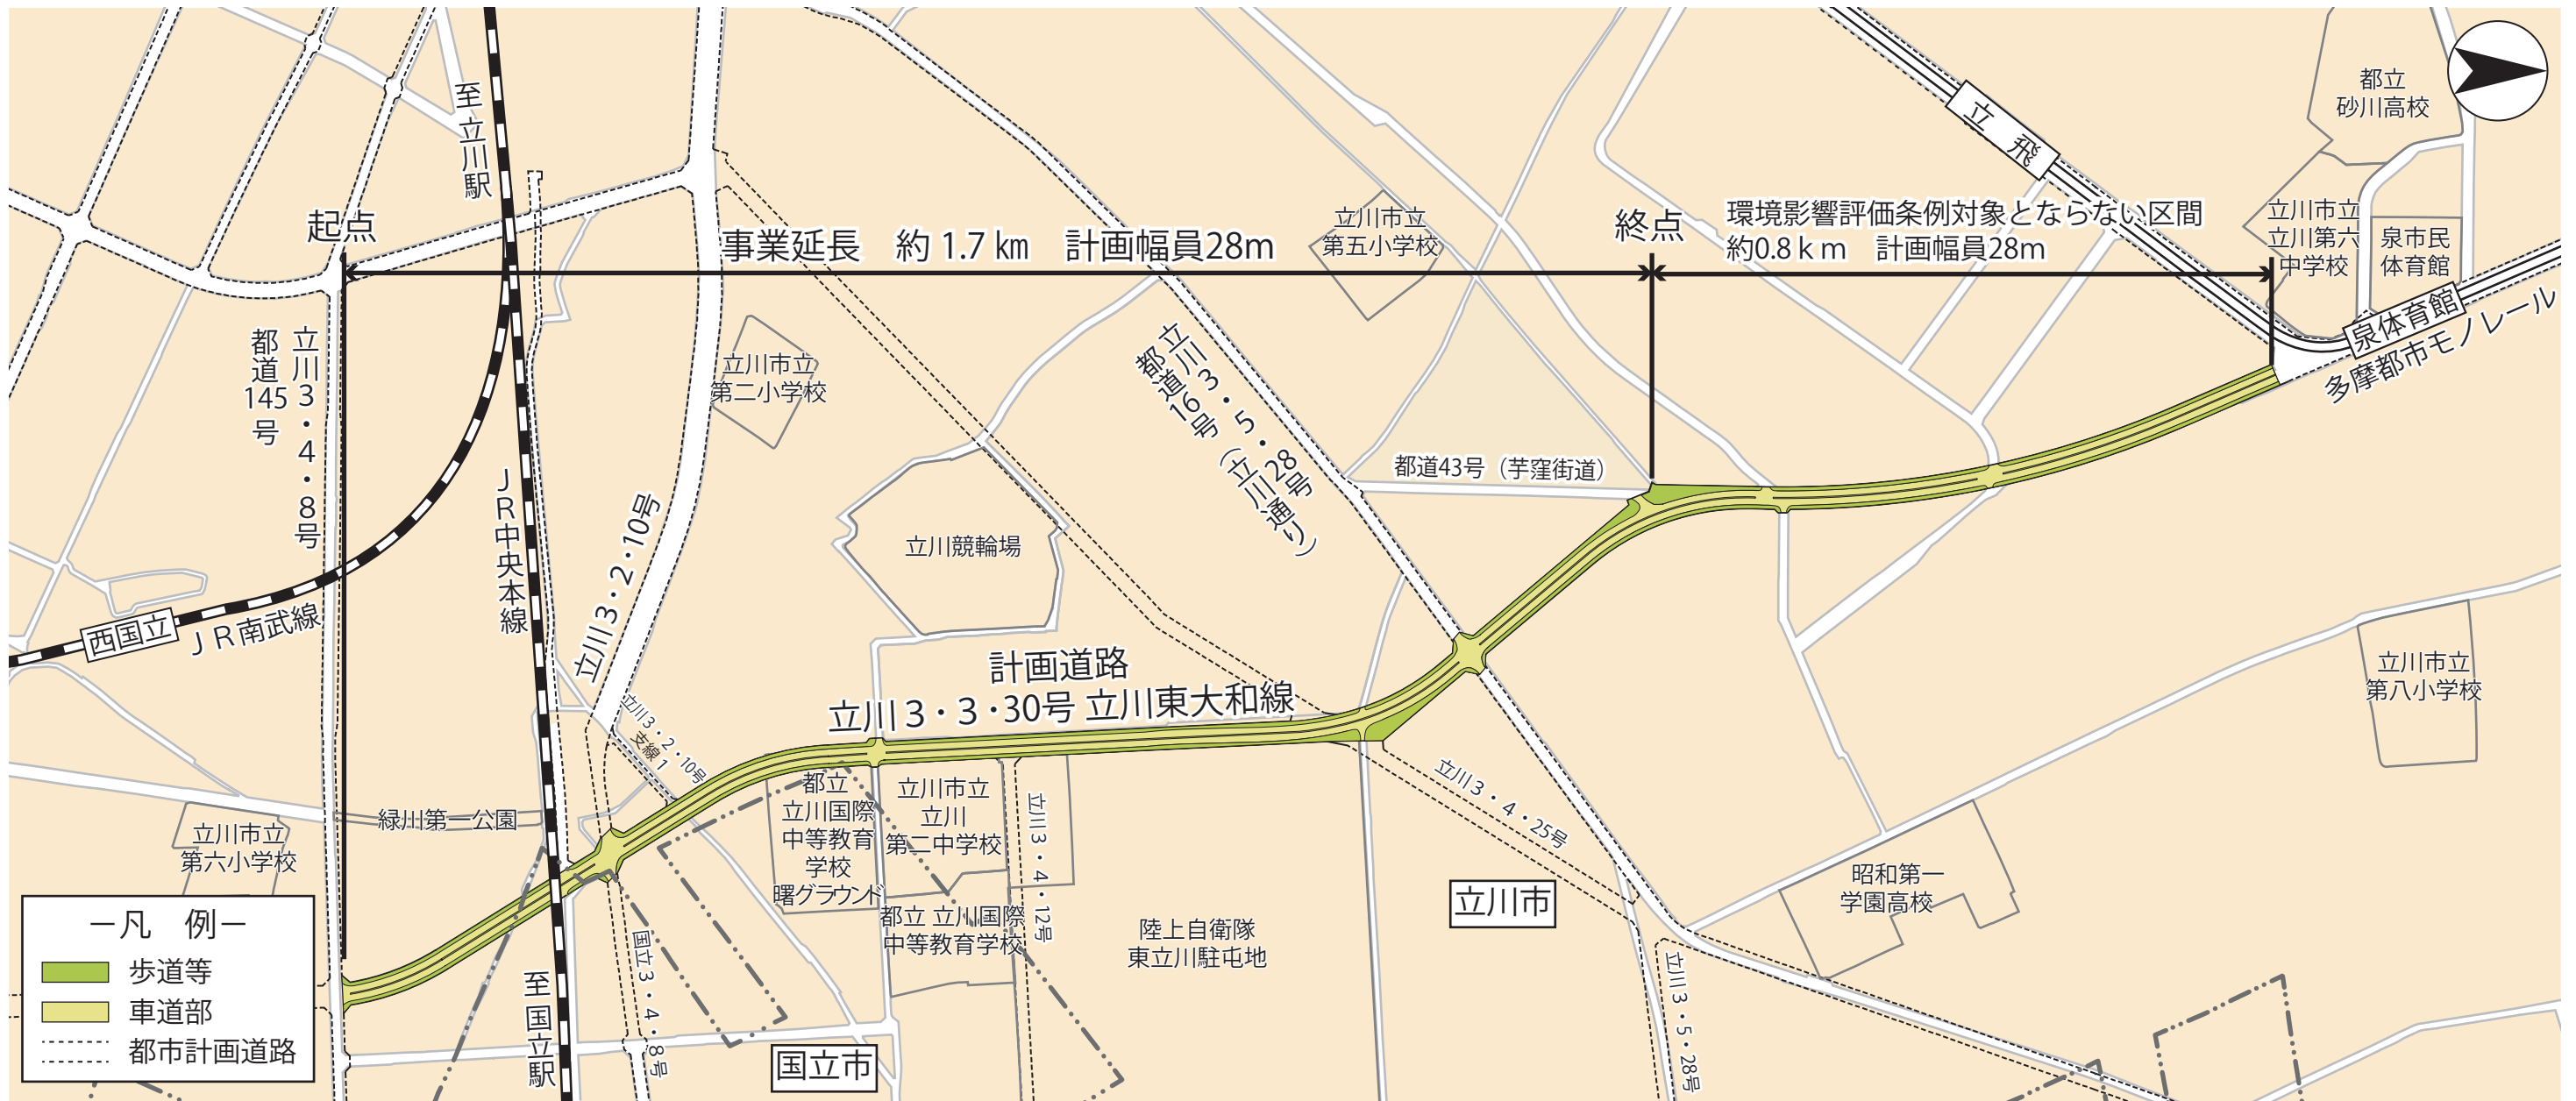 都立
砂川高校
至 立川駅
立 飛
起点
事業延長　約 1.7 ㎞　計画幅員28m
立川市立
第五小学校
終点
環境影響評価条例対象とならない区間
約0.8ｋｍ　計画幅員28m
立川市立
立川第六
中学校
泉市民
体育館
泉体育館
多摩都市モノレール
立川３・４・８号
都道145号
立川市立
第二小学校
立川３・５・28号
都道16号（立川通り）
都道43号（芋窪街道）
ＪＲ中央本線
立川３・２・10号
立川競輪場
西国立
ＪＲ南武線
計画道路
立川３・３・30号 立川東大和線
立川３・２・10号
支線１
立川市立
第八小学校
緑川第一公園
立川市立
第六小学校
都立
立川国際
中等教育
学校
曙グラウンド
立川市立
立川
第二中学校
立川３・４・12号
立川３・４・25号
都立 立川国際
中等教育学校
陸上自衛隊
東立川駐屯地
立川市
昭和第一
学園高校
国立３・４・８号
立川３・５・28号
至 国立駅
国立市
－凡　例－
歩道等
車道部
都市計画道路